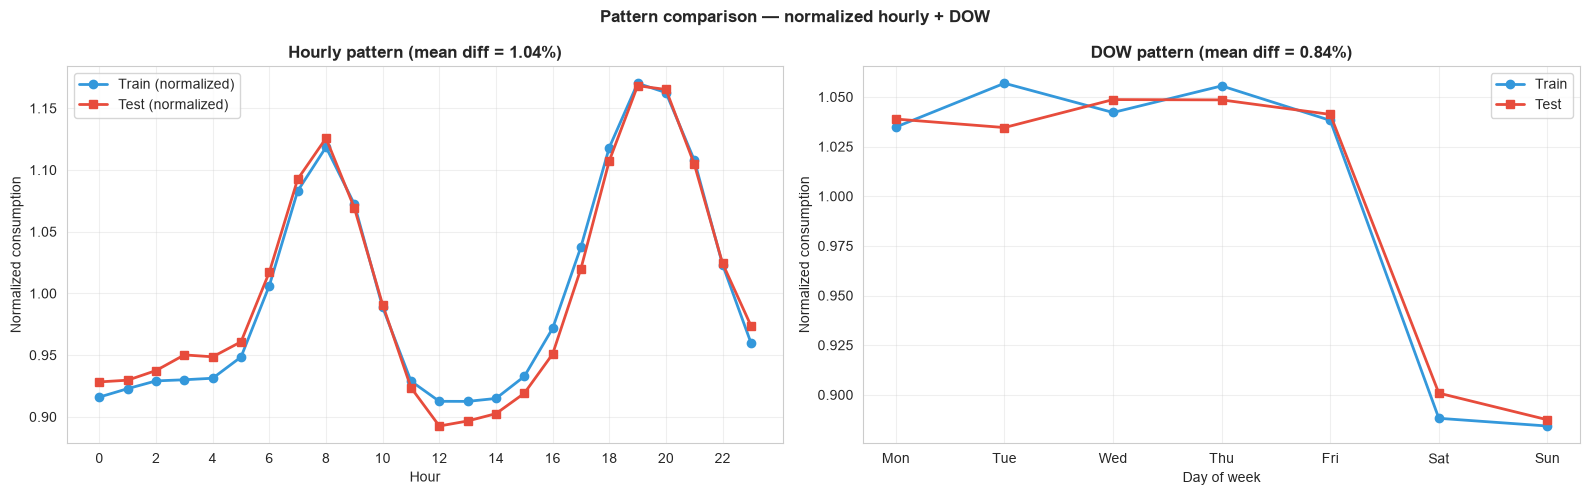 Pattern comparison — normalized hourly + DOW
Hourly pattern (mean diff = 1.04%)
Train (normalized)
Test (normalized)
Normalized consumption
1.15
1.10
1.05
1.00
0.95
0.90
0 2 4 6 8 10 12 14 16 18 20 22
Hour
DOW pattern (mean diff = 0.84%)
Train
Test
Normalized consumption
1.050
1.025
1.000
0.975
0.950
0.925
0.900
Mon Tue Wed Thu Fri Sat Sun
Day of week